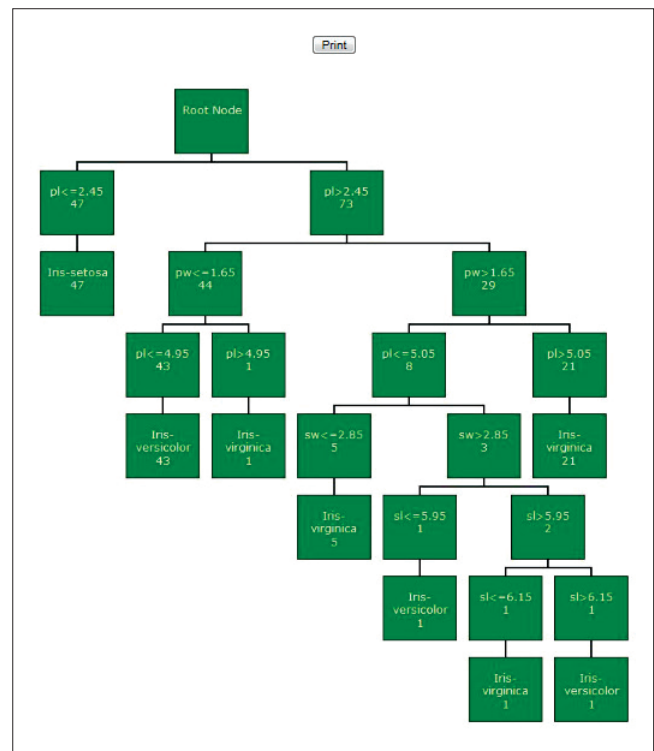 Print
Root Node
pl<=2.45
47
pl>2.45
73
Iris-setosa
47
pw<=1.65
44
pw>1.65
29
pl<=4.95
43
pl>4.95
1
pl<=5.05
8
pl>5.05
21
Iris-
versicolor
43
Iris-
virginica
1
sw<=2.85
5
sw>2.85
3
Iris-
virginica
21
Iris-
virginica
5
sl<=5.95
1
sl>5.95
2
Iris-
versicolor
1
sl<=6.15
1
sl>6.15
1
Iris-
virginica
1
Iris-
versicolor
1